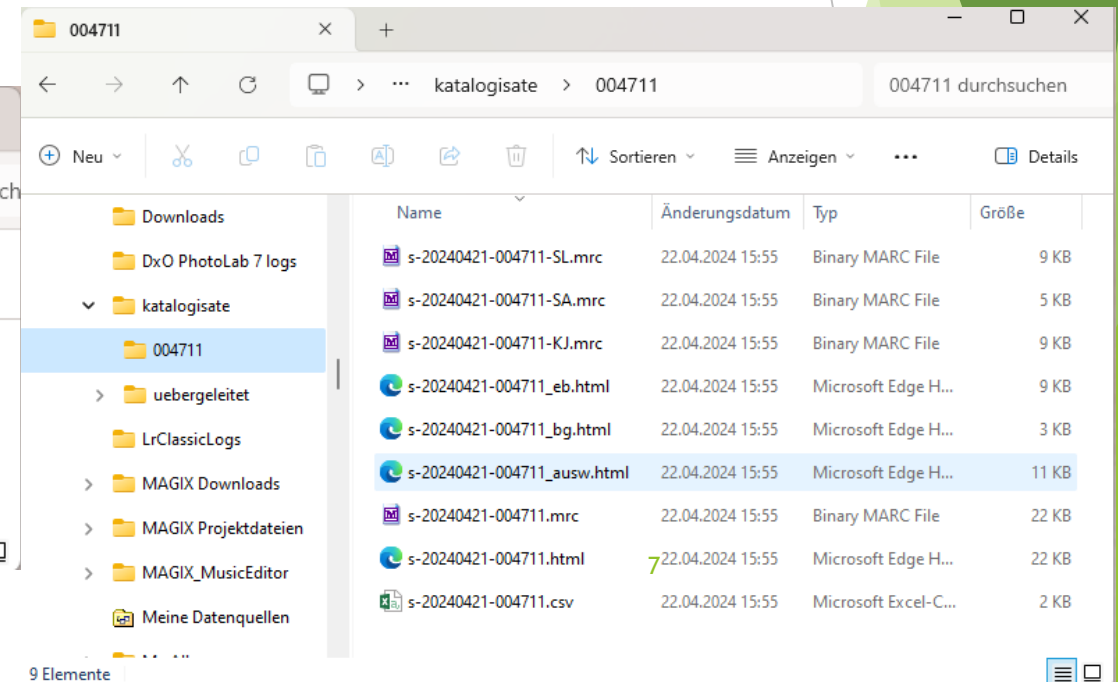 004711
katalogisate 004711
004711 durchsuchen
Neu
Sortieren
Anzeigen
Details
ch
Downloads
DxO PhotoLab 7 logs
katalogisate
004711
uebergeleitet
LrClassicLogs
MAGIX Downloads
MAGIX Projektdateien
MAGIX_MusicEditor
Meine Datenquellen
Name Änderungsdatum Typ Größe
s-20240421-004711-SL.mrc 22.04.2024 15:55 Binary MARC File 9 KB
s-20240421-004711-SA.mrc 22.04.2024 15:55 Binary MARC File 5 KB
s-20240421-004711-KJ.mrc 22.04.2024 15:55 Binary MARC File 9 KB
s-20240421-004711_eb.html 22.04.2024 15:55 Microsoft Edge H... 9 KB
s-20240421-004711_bg.html 22.04.2024 15:55 Microsoft Edge H... 3 KB
s-20240421-004711_ausw.html 22.04.2024 15:55 Microsoft Edge H... 11 KB
s-20240421-004711.mrc 22.04.2024 15:55 Binary MARC File 22 KB
s-20240421-004711.html 22.04.2024 15:55 Microsoft Edge H... 22 KB
7
s-20240421-004711.csv 22.04.2024 15:55 Microsoft Excel-C... 2 KB
9 Elemente